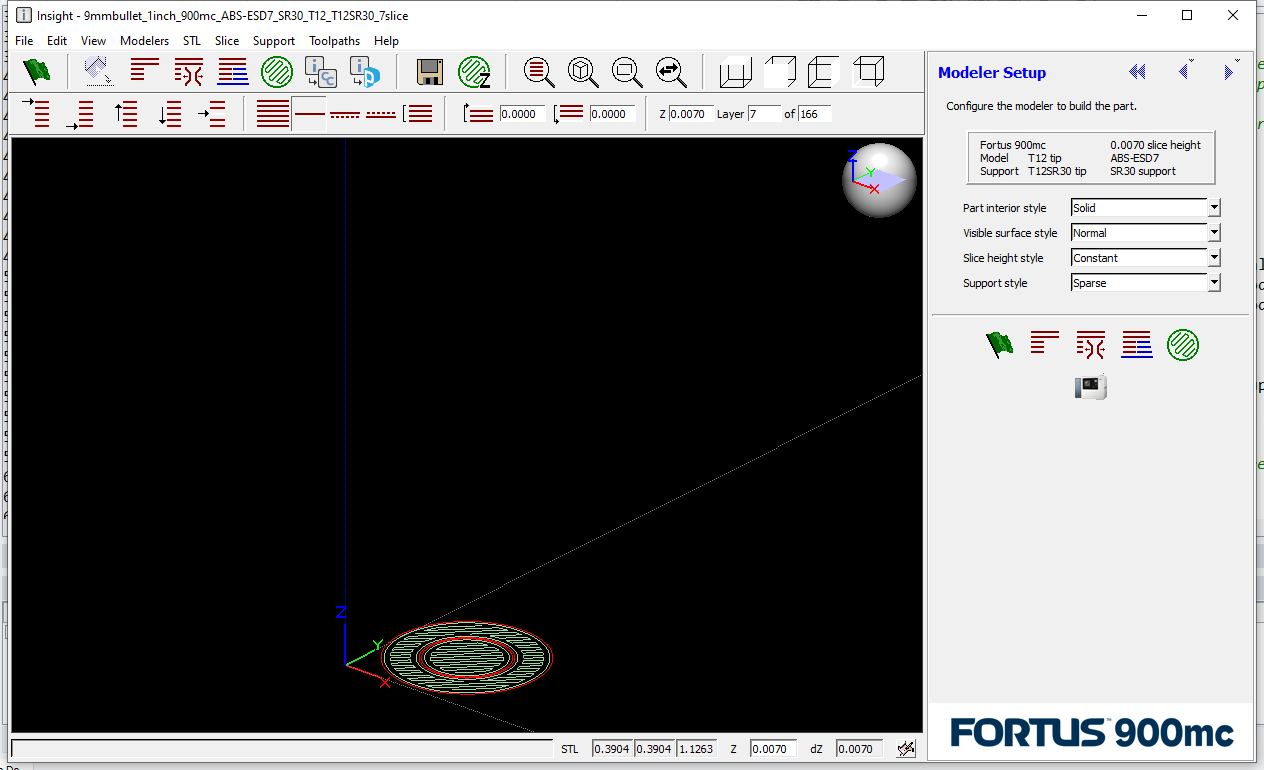 Insight - 9mmbullet_1inch_900mc_ABS-ESD7_SR30_T12_T12SR30_7slice
File Edit View Modelers STL Slice Support Toolpaths Help
0.0000 0.0000 Z 0.0070 Layer 7 of 166
Modeler Setup
Configure the modeler to build the part.
Fortus 900mc 0.0070 slice height
Model T12 tip ABS-ESD7
Support T12SR30 tip SR30 support
Part interior style Solid
Visible surface style Normal
Slice height style Constant
Support style Sparse
Z
Y
X
Z
Y
X
STL 0.3904 0.3904 1.1263 Z 0.0070 dZ 0.0070
FORTUS™ 900mc